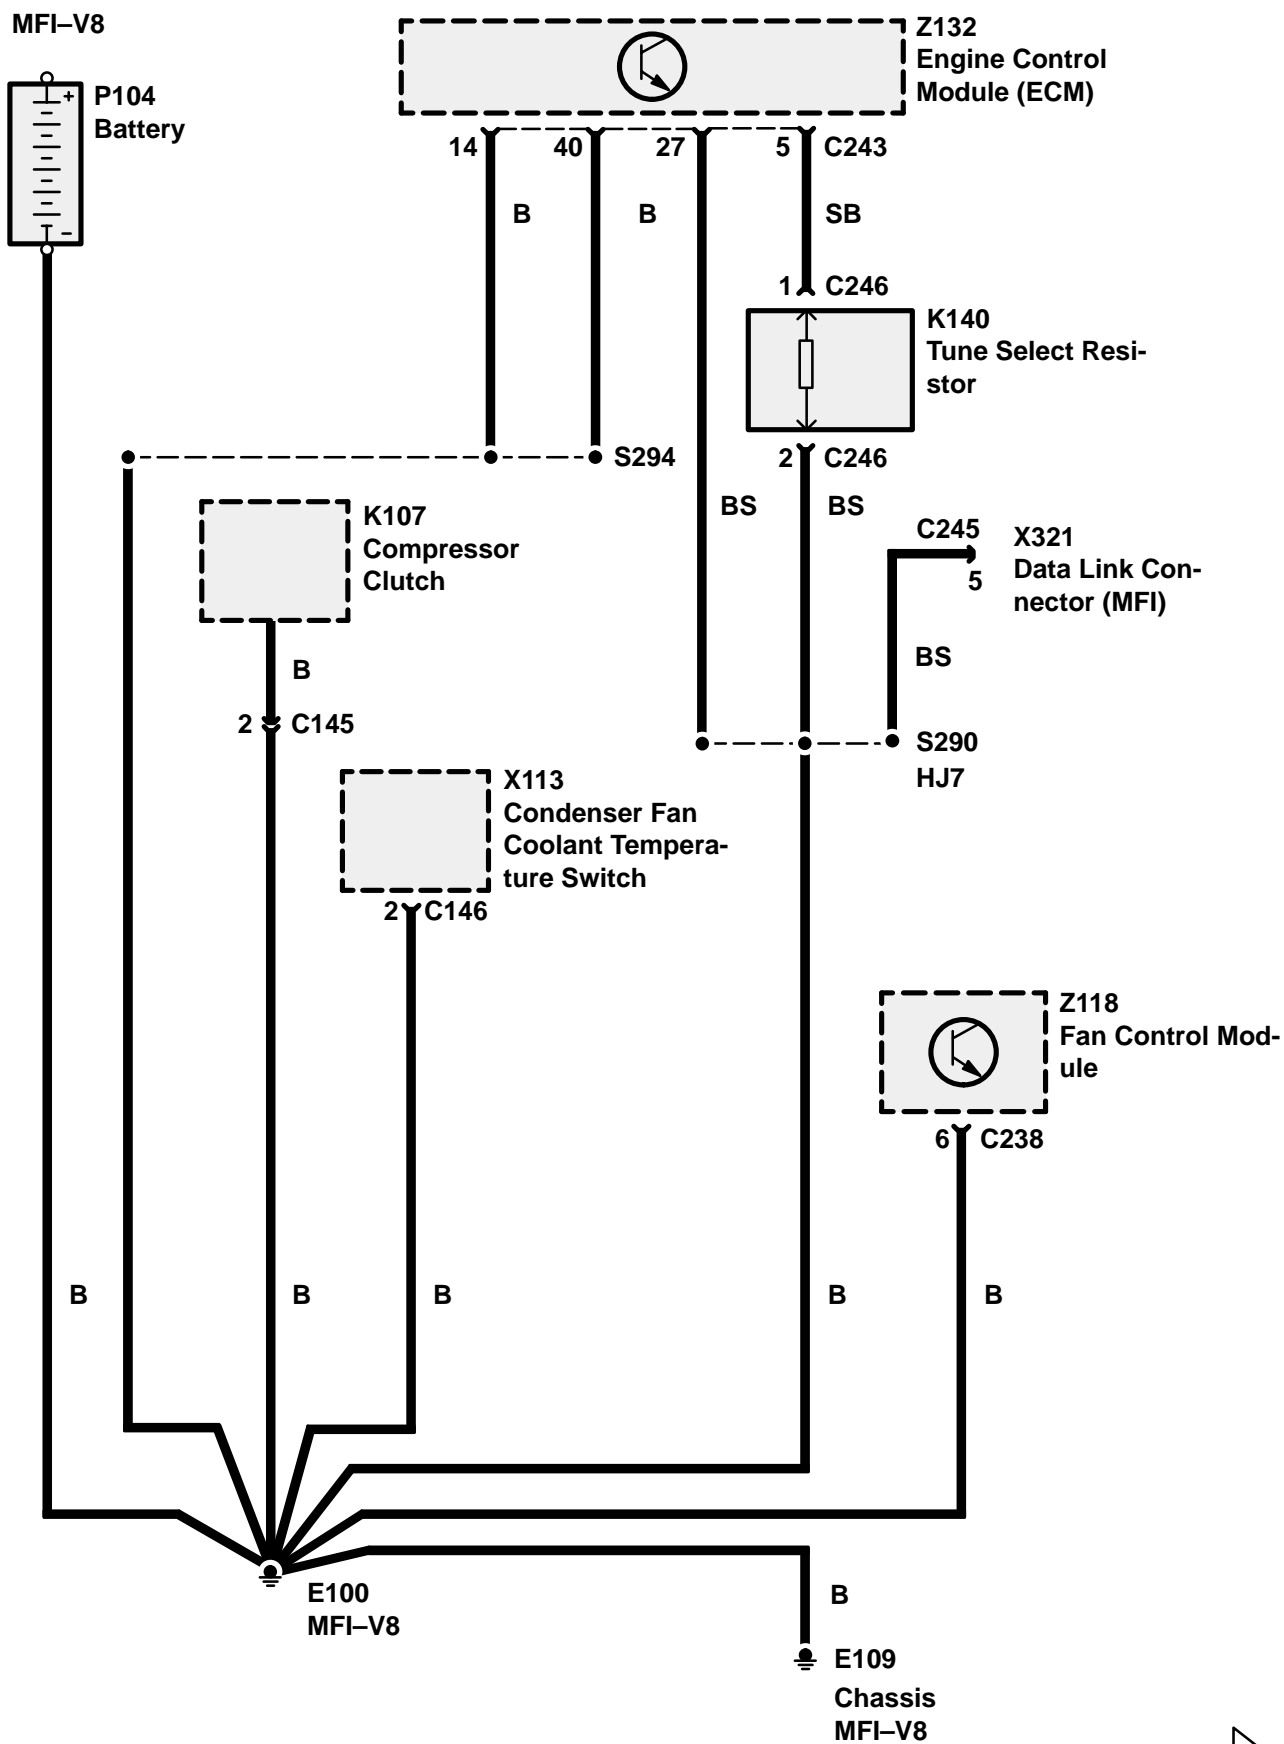 MFI–V8
Z132
Engine Control
Module (ECM)
P104
Battery
+
–
14
40
27
5
C243
B
B
SB
1
C246
K140
Tune Select Resi-
stor
S294
2
C246
K107
Compressor
Clutch
BS
BS
C245
5
X321
Data Link Con-
nector (MFI)
B
BS
2
C145
S290
HJ7
X113
Condenser Fan
Coolant Tempera-
ture Switch
2
C146
Z118
Fan Control Mod-
ule
6
C238
B
B
B
B
B
E100
MFI–V8
B
E109
Chassis
MFI–V8